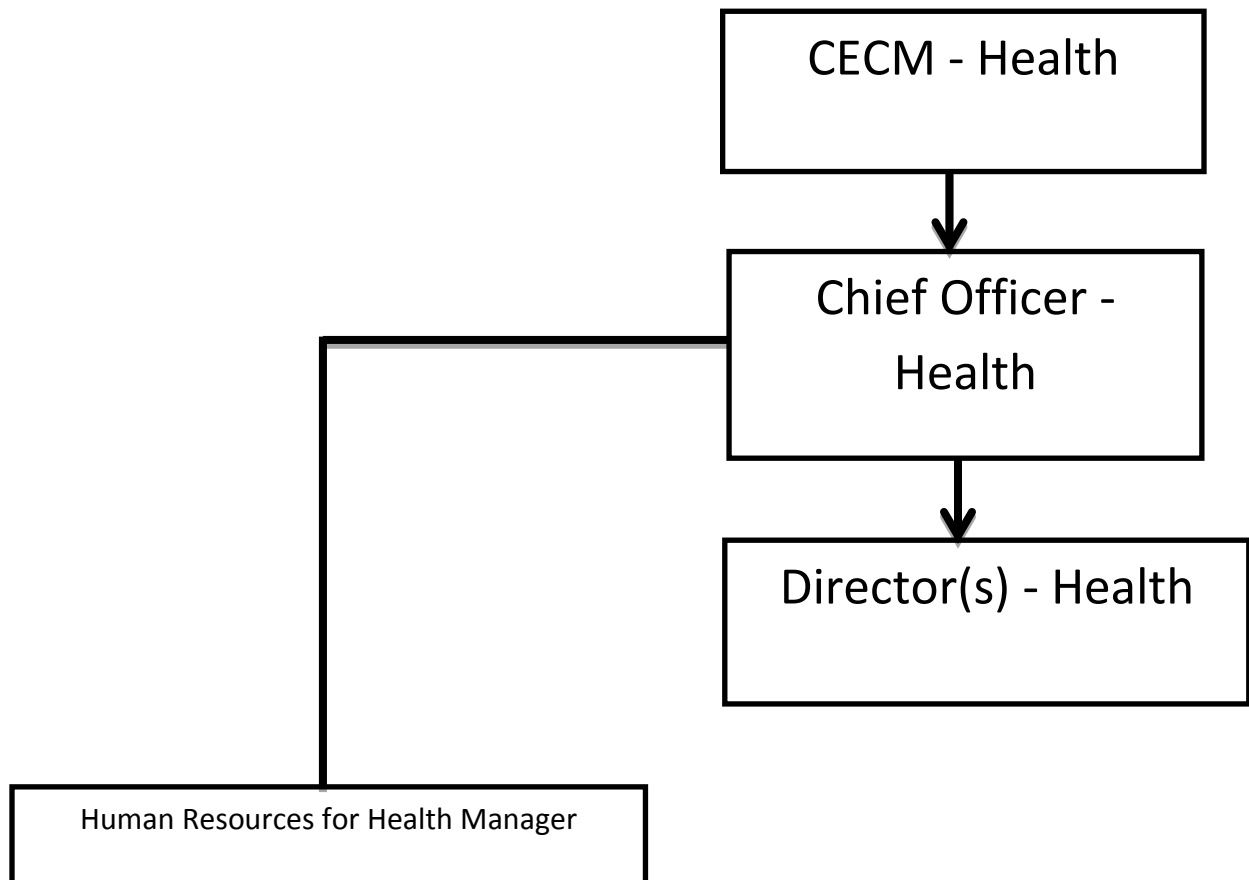 CECM - Health
Chief Officer -
Health
Director(s) - Health
Human Resources for Health Manager